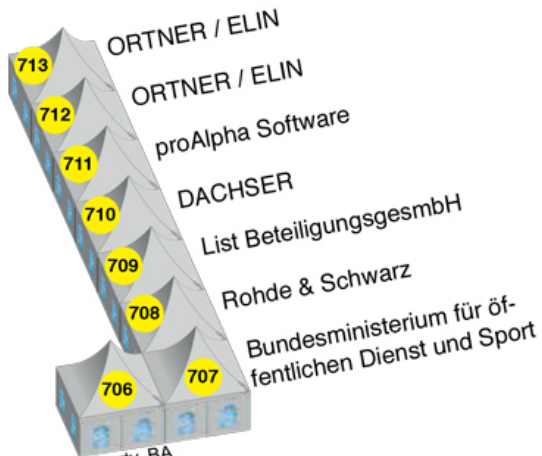 ORTNER / ELIN
713
ORTNER / ELIN
712
proAlpha Software
711
DACHSER
710
List BeteiligungsgesmbH
709
Rohde & Schwarz
708
Bundesministerium für öf-
fentlichen Dienst und Sport
707
706
BA